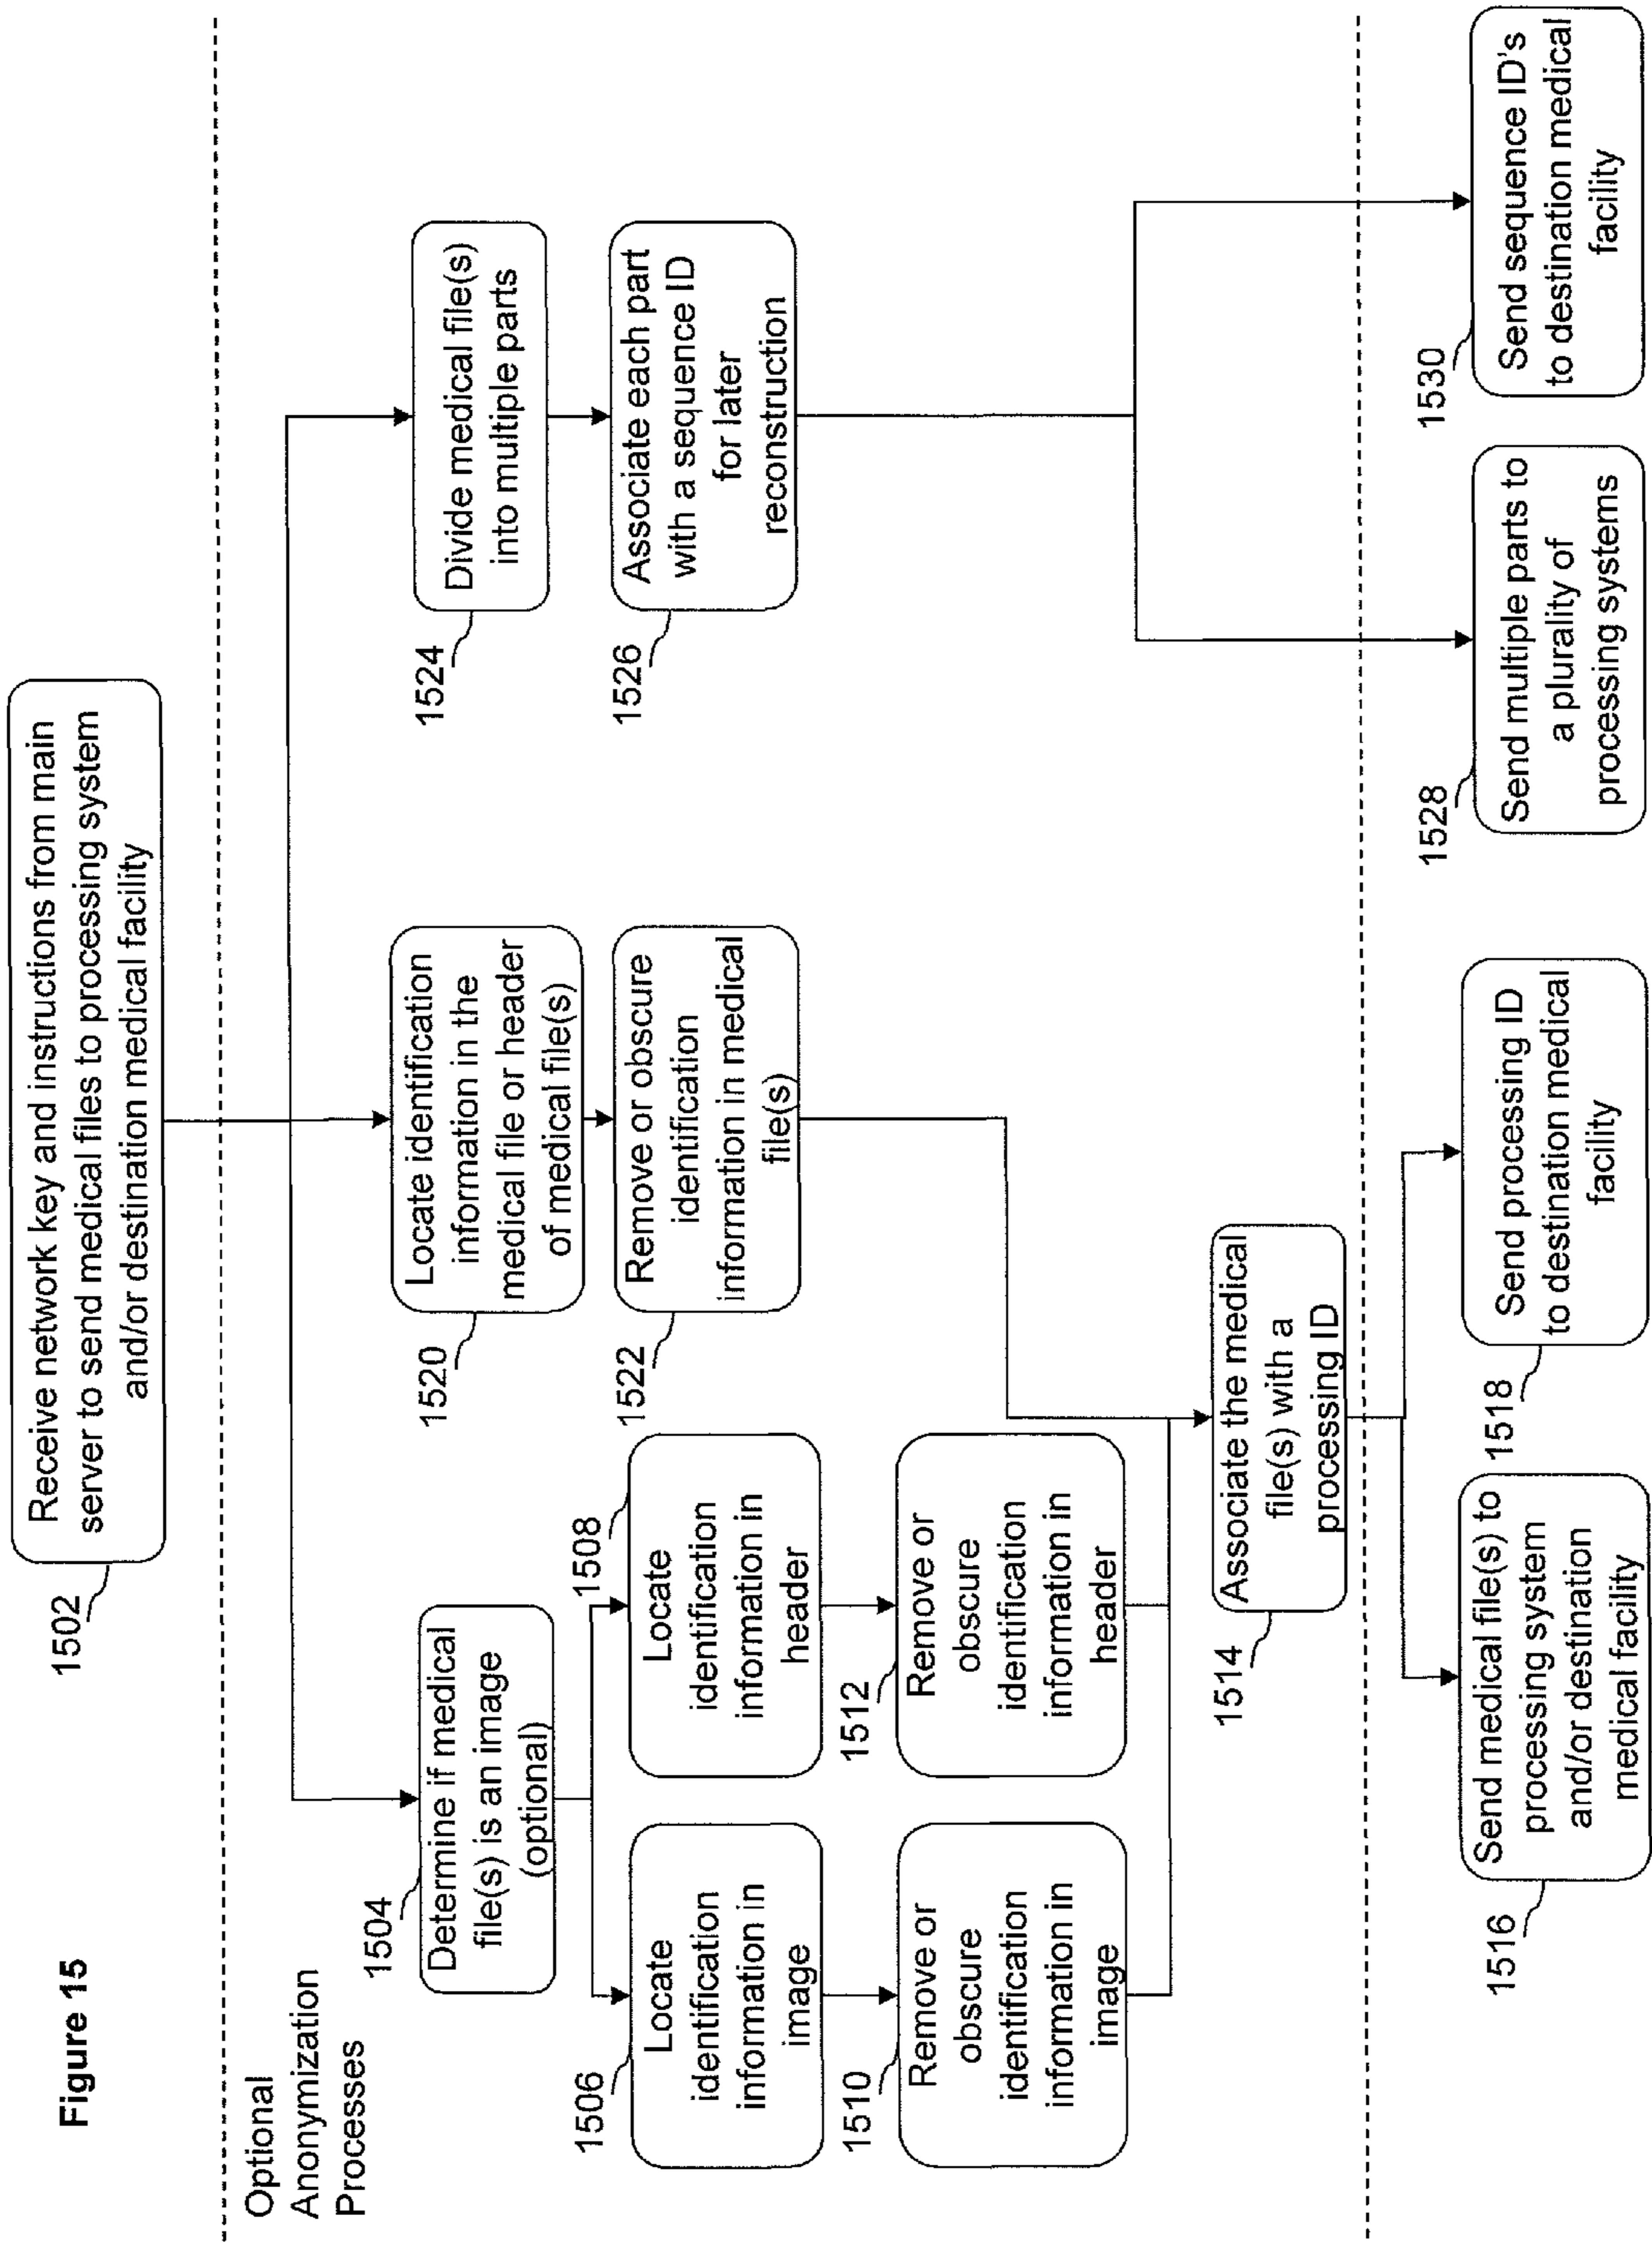 Figure 15
1502
Receive network key and instructions from main
server to send medical files to processing system
and/or destination medical facility
Optional
Anonymization
Processes
1504
Determine if medical
file(s) is an image
(optional)
1506
Locate
identification
information in
image
1508
Locate
identification
information in
header
1510
Remove or
obscure
identification
information in
image
1512
Remove or
obscure
identification
information in
header
1520
Locate identification
information in the
medical file or header
of medical file(s)
1522
Remove or obscure
identification
information in medical
file(s)
1524
Divide medical file(s)
into multiple parts
1526
Associate each part
with a sequence ID
for later
reconstruction
1514
Associate the medical
file(s) with a
processing ID
1516
Send medical file(s) to
processing system
and/or destination
medical facility
1518
Send processing ID
to destination medical
facility
1528
Send multiple parts to
a plurality of
processing systems
1530
Send sequence ID's
to destination medical
facility